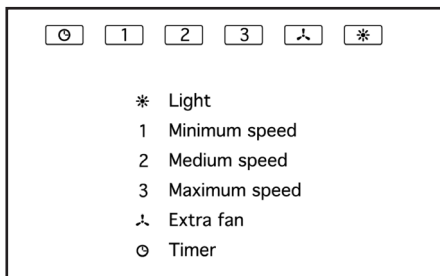 1 2 3
Light
1 Minimum speed
2 Medium speed
3 Maximum speed
Extra fan
Timer